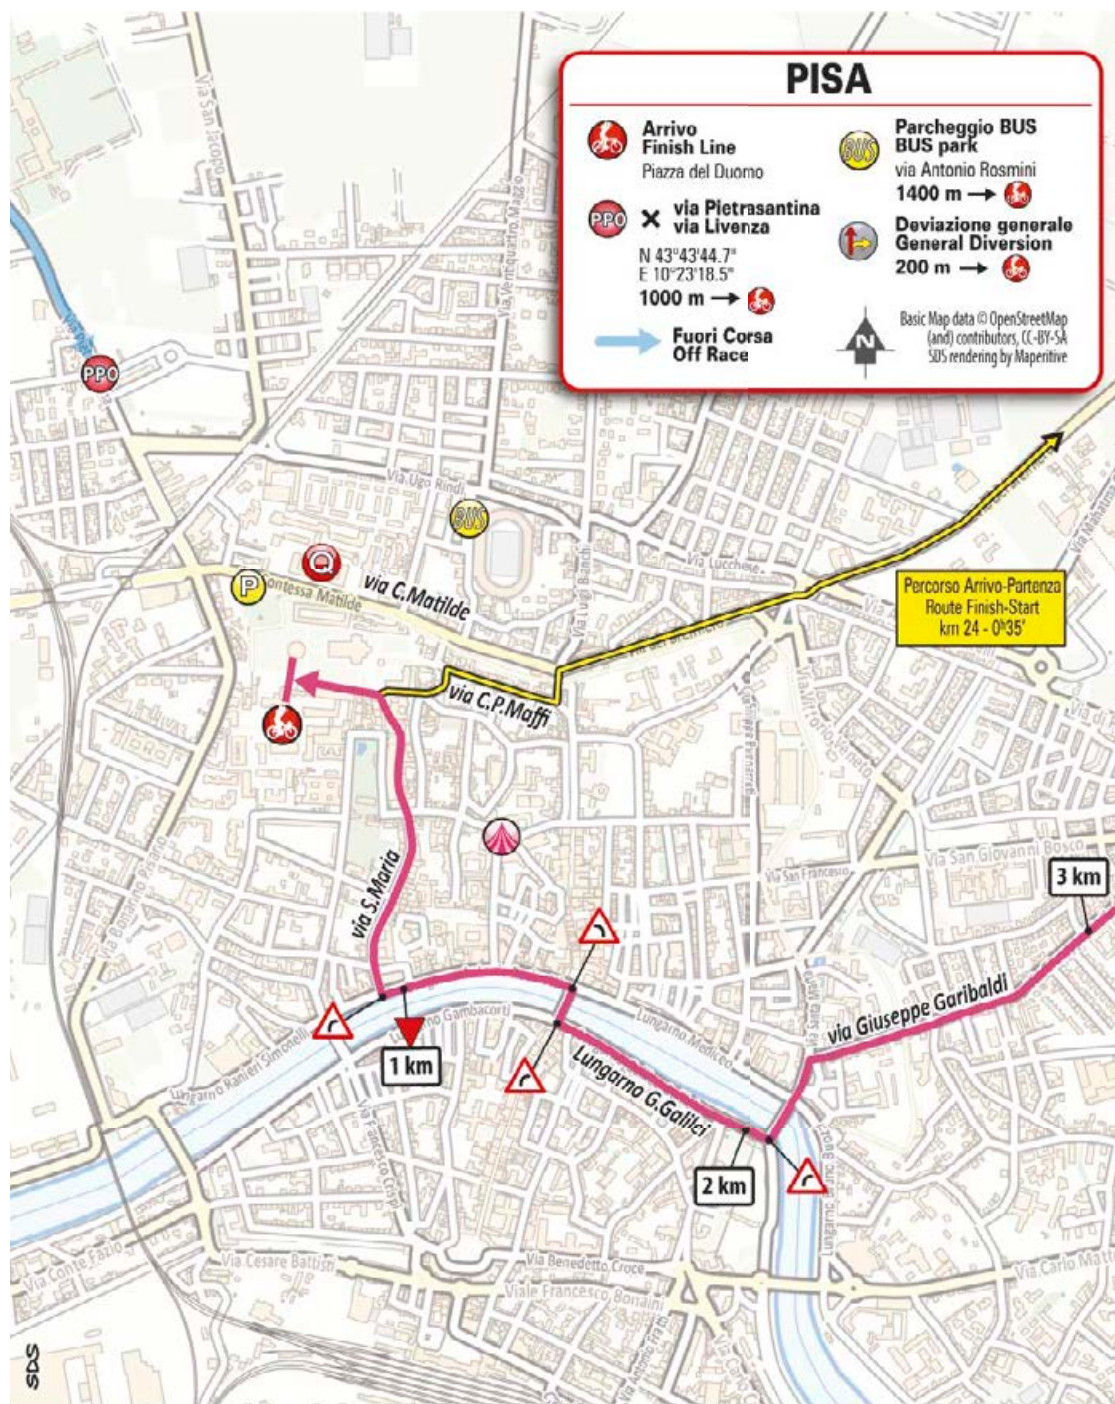 PISA
Arrivo
Finish Line
Piazza del Duomo
PPO
via Pietrasantina
via Livenza
N 43°43'44.7"
E 10°23'18.5"
1000 m
Fuori Corsa
Off Race
BUS
Parcheggio BUS
BUS park
via Antonio Rosmini
1400 m
Deviazione generale
General Diversion
200 m
N
Basic Map data © OpenStreetMap
(and) contributors, CC-BY-SA
SDS rendering by Maperitive
Via San Jacopo
Via Ventiquattro Maggio
PPO
Via Ugo Rindi
BUS
Q
P
Contessa Matilde
via C.Matilde
Via Luigi Bianchi
Via Lucchese
Percorso Arrivo-Partenza
Route Finish-Start
km 24 - 0h35'
via C.P.Maffi
Via San Giovanni Bosco
Via San Francesco
3 km
via S.Maria
via Giuseppe Garibaldi
Lungarno Ranieri Simonelli
Gambacorti
Lungarno Mediceo
1 km
Lungarno G.Galilei
2 km
Via Francesco Crispi
Via Conte Fazio
Via Cesare Battisti
Via Benedetto Croce
Viale Francesco Bonaini
SDS